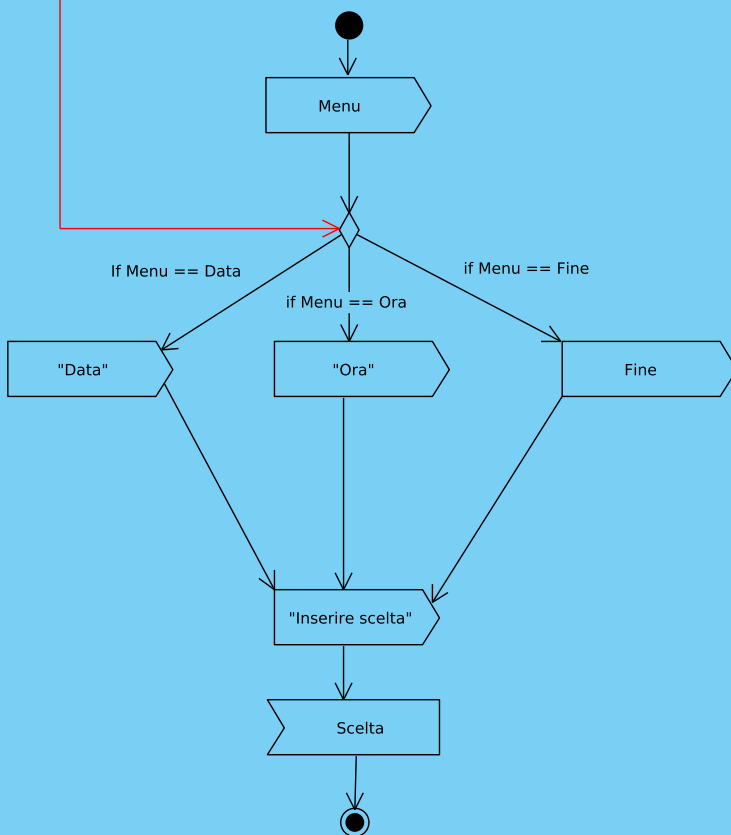 Menu
If Menu == Data
if Menu == Fine
if Menu == Ora
"Data"
"Ora"
Fine
"Inserire scelta"
Scelta